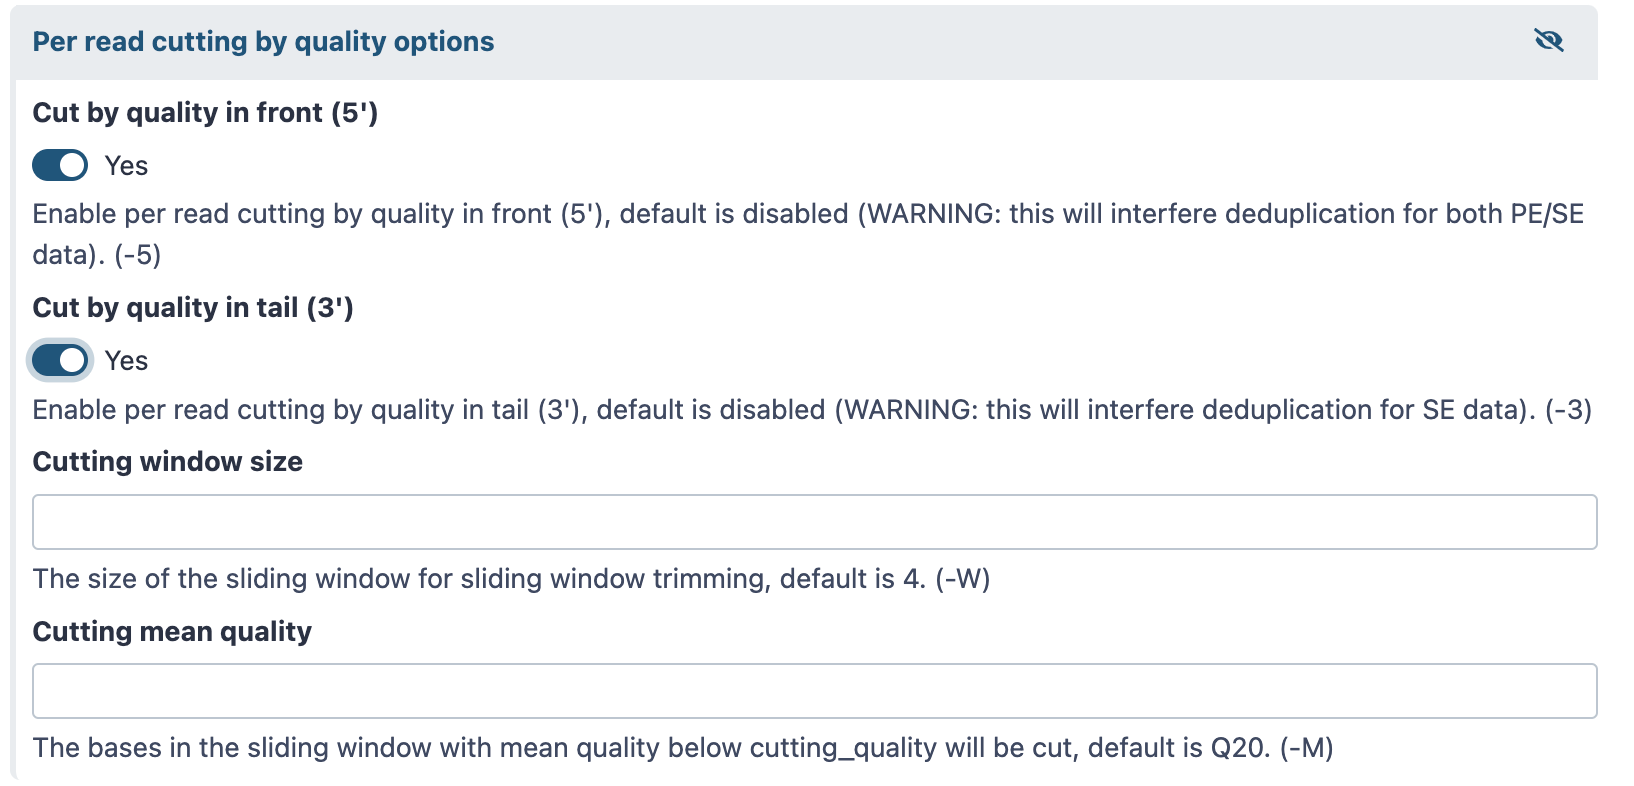 Per read cutting by quality options
Cut by quality in front (5')
Yes
Enable per read cutting by quality in front (5'), default is disabled (WARNING: this will interfere deduplication for both PE/SE
data). (-5)
Cut by quality in tail (3')
Yes
Enable per read cutting by quality in tail (3'), default is disabled (WARNING: this will interfere deduplication for SE data). (-3)
Cutting window size
The size of the sliding window for sliding window trimming, default is 4. (-W)
Cutting mean quality
The bases in the sliding window with mean quality below cutting_quality will be cut, default is Q20. (-M)